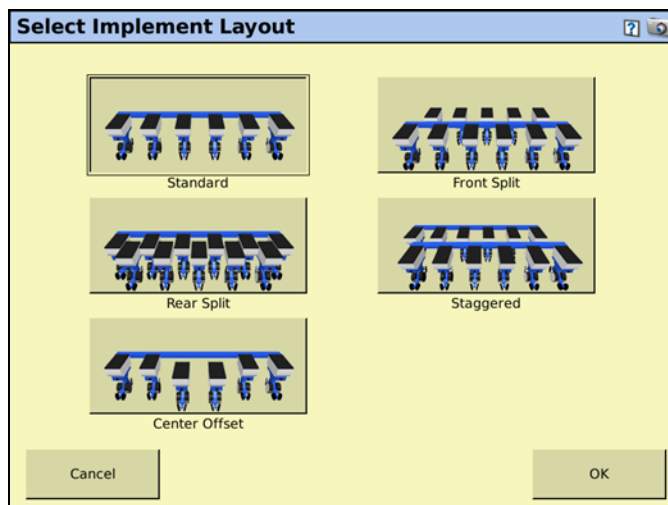 Select Implement Layout
?
Standard
Front Split
Rear Split
Staggered
Center Offset
Cancel
OK